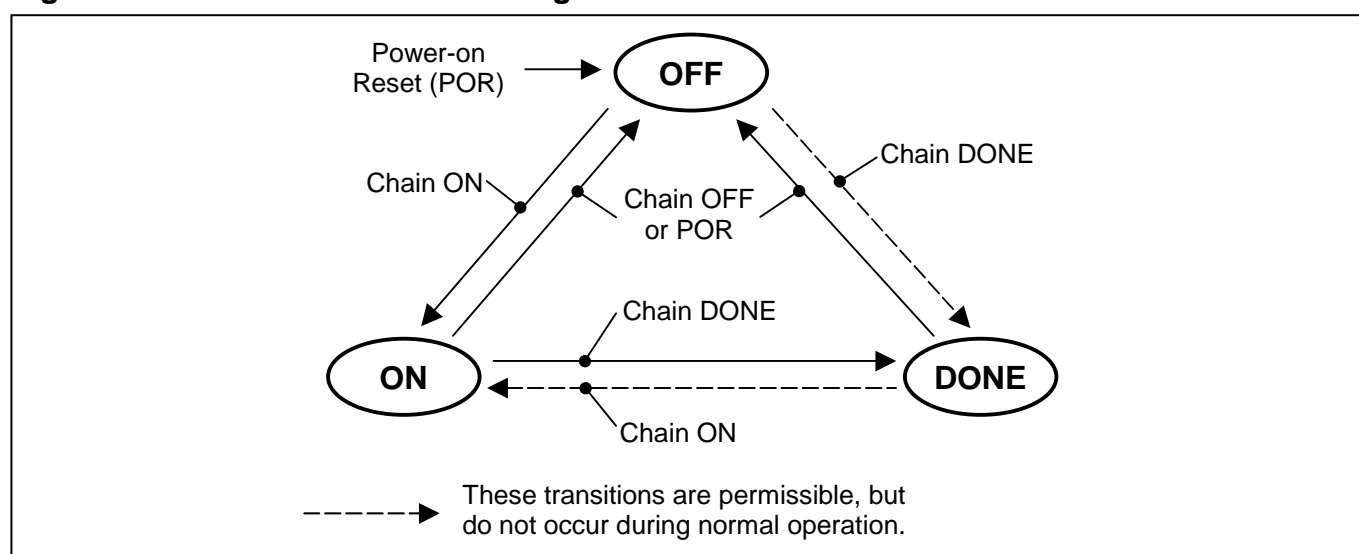 Power-on
Reset (POR)
OFF
Chain DONE
Chain ON
Chain OFF
or POR
Chain DONE
ON
DONE
Chain ON
These transitions are permissible, but
do not occur during normal operation.